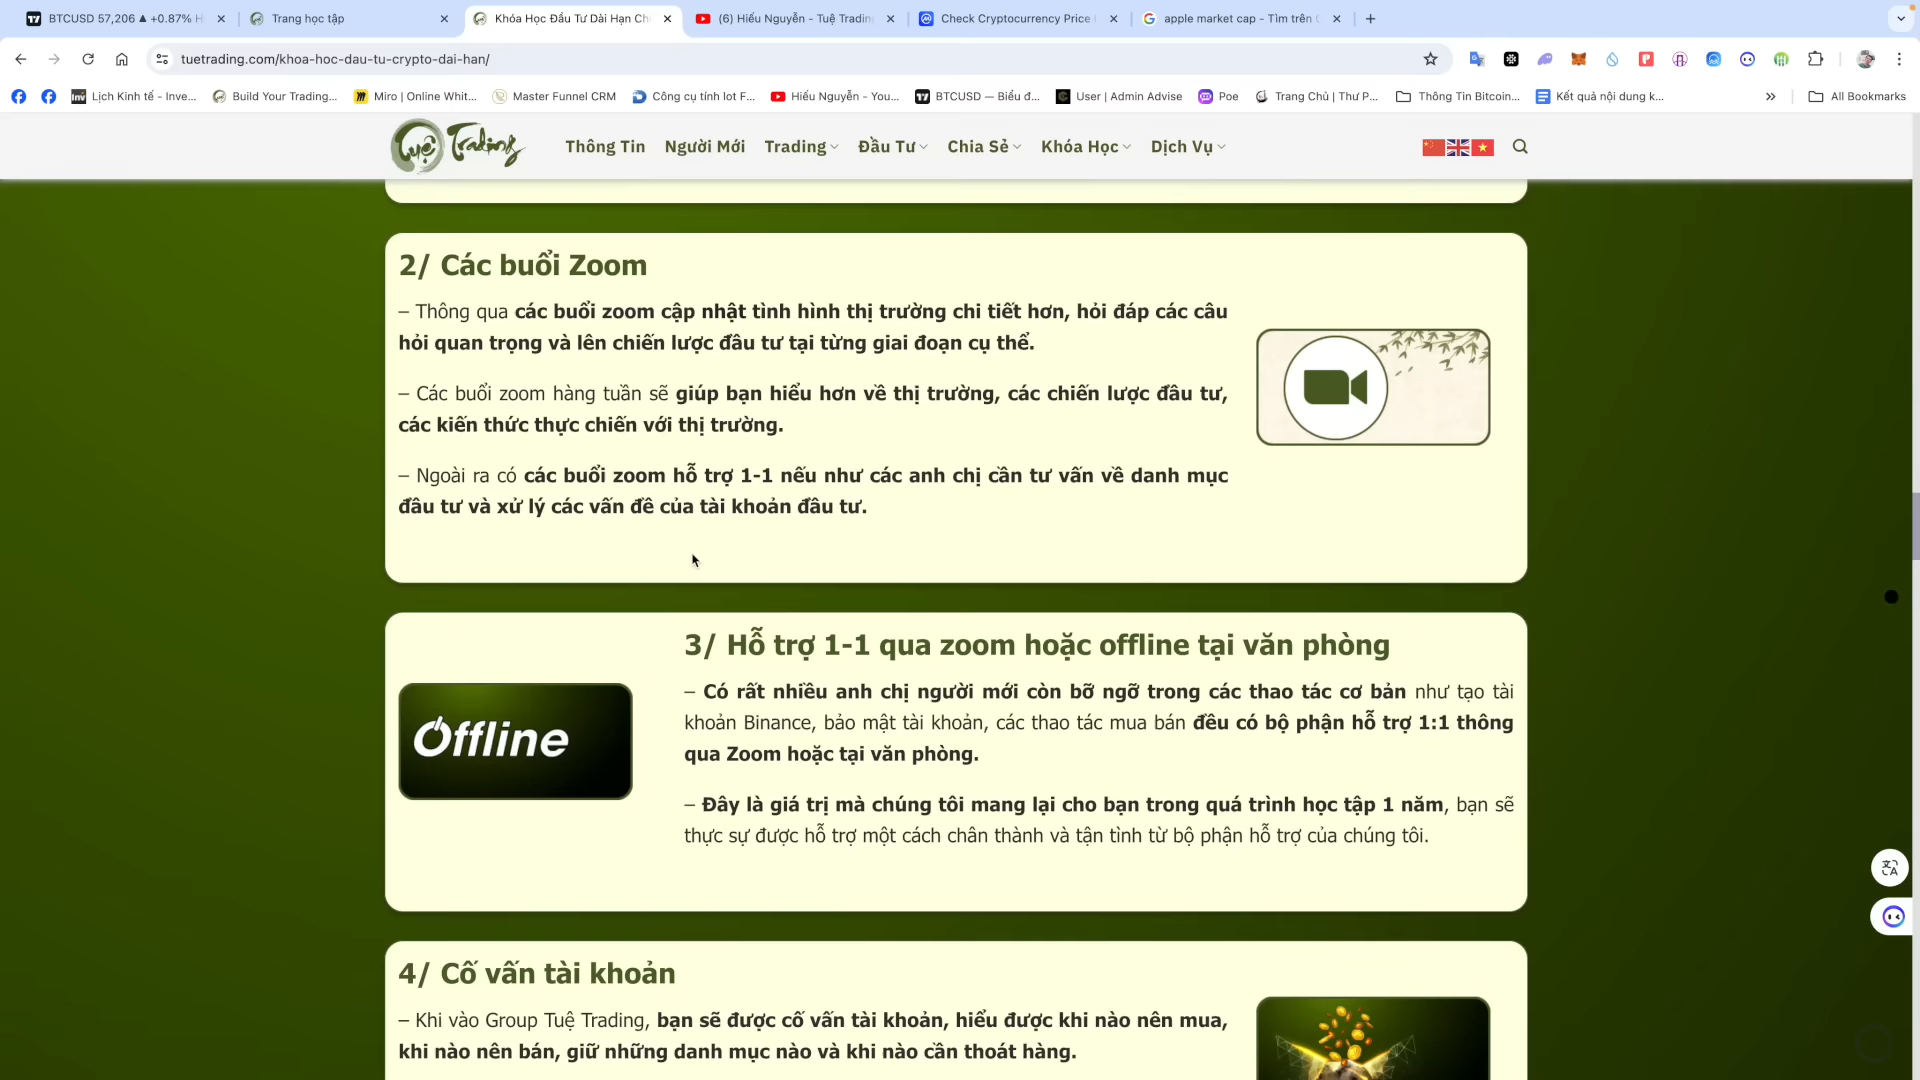 BTCUSD 57,206 ▲ +0.87%
Trang học tập
Khóa Học Đầu Tư Dài Hạn
(6) Hiếu Nguyễn - Tuệ Tradin
Check Cryptocurrency Price
apple market cap - Tìm trên
tuetrading.com/khoa-hoc-dau-tu-crypto-dai-han/
Lịch Kinh tế - Inve...
Build Your Trading...
Miro | Online Whit...
Master Funnel CRM
Công cụ tính lot F...
Hiếu Nguyễn - You...
BTCUSD — Biểu đ...
User | Admin Advise
Poe
Trang Chủ | Thư P...
Thông Tin Bitcoin...
Kết quả nội dung k...
All Bookmarks
Tuệ Trading
Thông Tin
Người Mới
Trading
Đầu Tư
Chia Sẻ
Khóa Học
Dịch Vụ
2/ Các buổi Zoom
– Thông qua các buổi zoom cập nhật tình hình thị trường chi tiết hơn, hỏi đáp các câu
hỏi quan trọng và lên chiến lược đầu tư tại từng giai đoạn cụ thể.
– Các buổi zoom hàng tuần sẽ giúp bạn hiểu hơn về thị trường, các chiến lược đầu tư,
các kiến thức thực chiến với thị trường.
– Ngoài ra có các buổi zoom hỗ trợ 1-1 nếu như các anh chị cần tư vấn về danh mục
đầu tư và xử lý các vấn đề của tài khoản đầu tư.
3/ Hỗ trợ 1-1 qua zoom hoặc offline tại văn phòng
Offline
– Có rất nhiều anh chị người mới còn bỡ ngỡ trong các thao tác cơ bản như tạo tài
khoản Binance, bảo mật tài khoản, các thao tác mua bán đều có bộ phận hỗ trợ 1:1 thông
qua Zoom hoặc tại văn phòng.
– Đây là giá trị mà chúng tôi mang lại cho bạn trong quá trình học tập 1 năm, bạn sẽ
thực sự được hỗ trợ một cách chân thành và tận tình từ bộ phận hỗ trợ của chúng tôi.
4/ Cố vấn tài khoản
– Khi vào Group Tuệ Trading, bạn sẽ được cố vấn tài khoản, hiểu được khi nào nên mua,
khi nào nên bán, giữ những danh mục nào và khi nào cần thoát hàng.